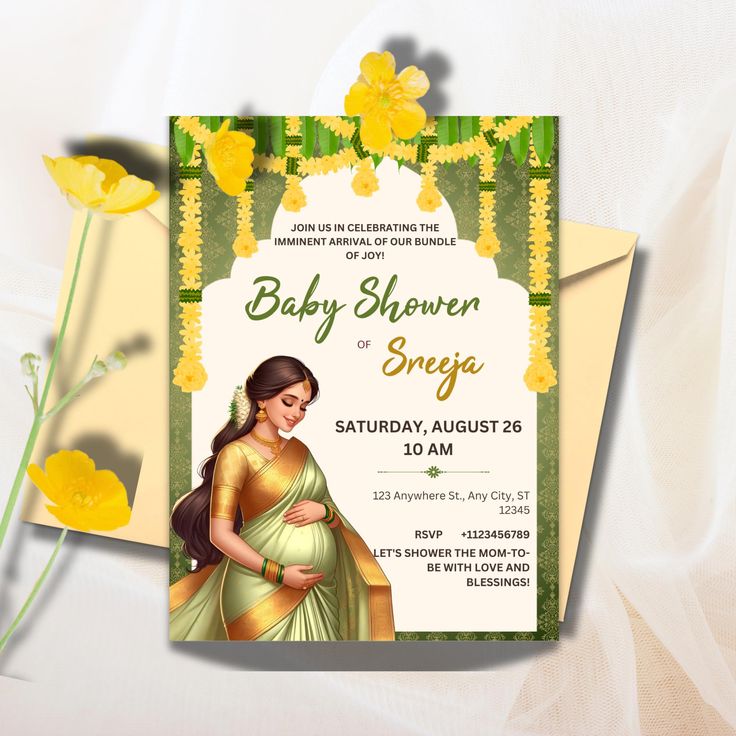 JOIN US IN CELEBRATING THE
IMMINENT ARRIVAL OF OUR BUNDLE
OF JOY!
Baby Shower
OF
Sreeja
SATURDAY, AUGUST 26
10 AM
123 Anywhere St., Any City, ST
12345
RSVP +1123456789
LET'S SHOWER THE MOM-TO-
BE WITH LOVE AND
BLESSINGS!